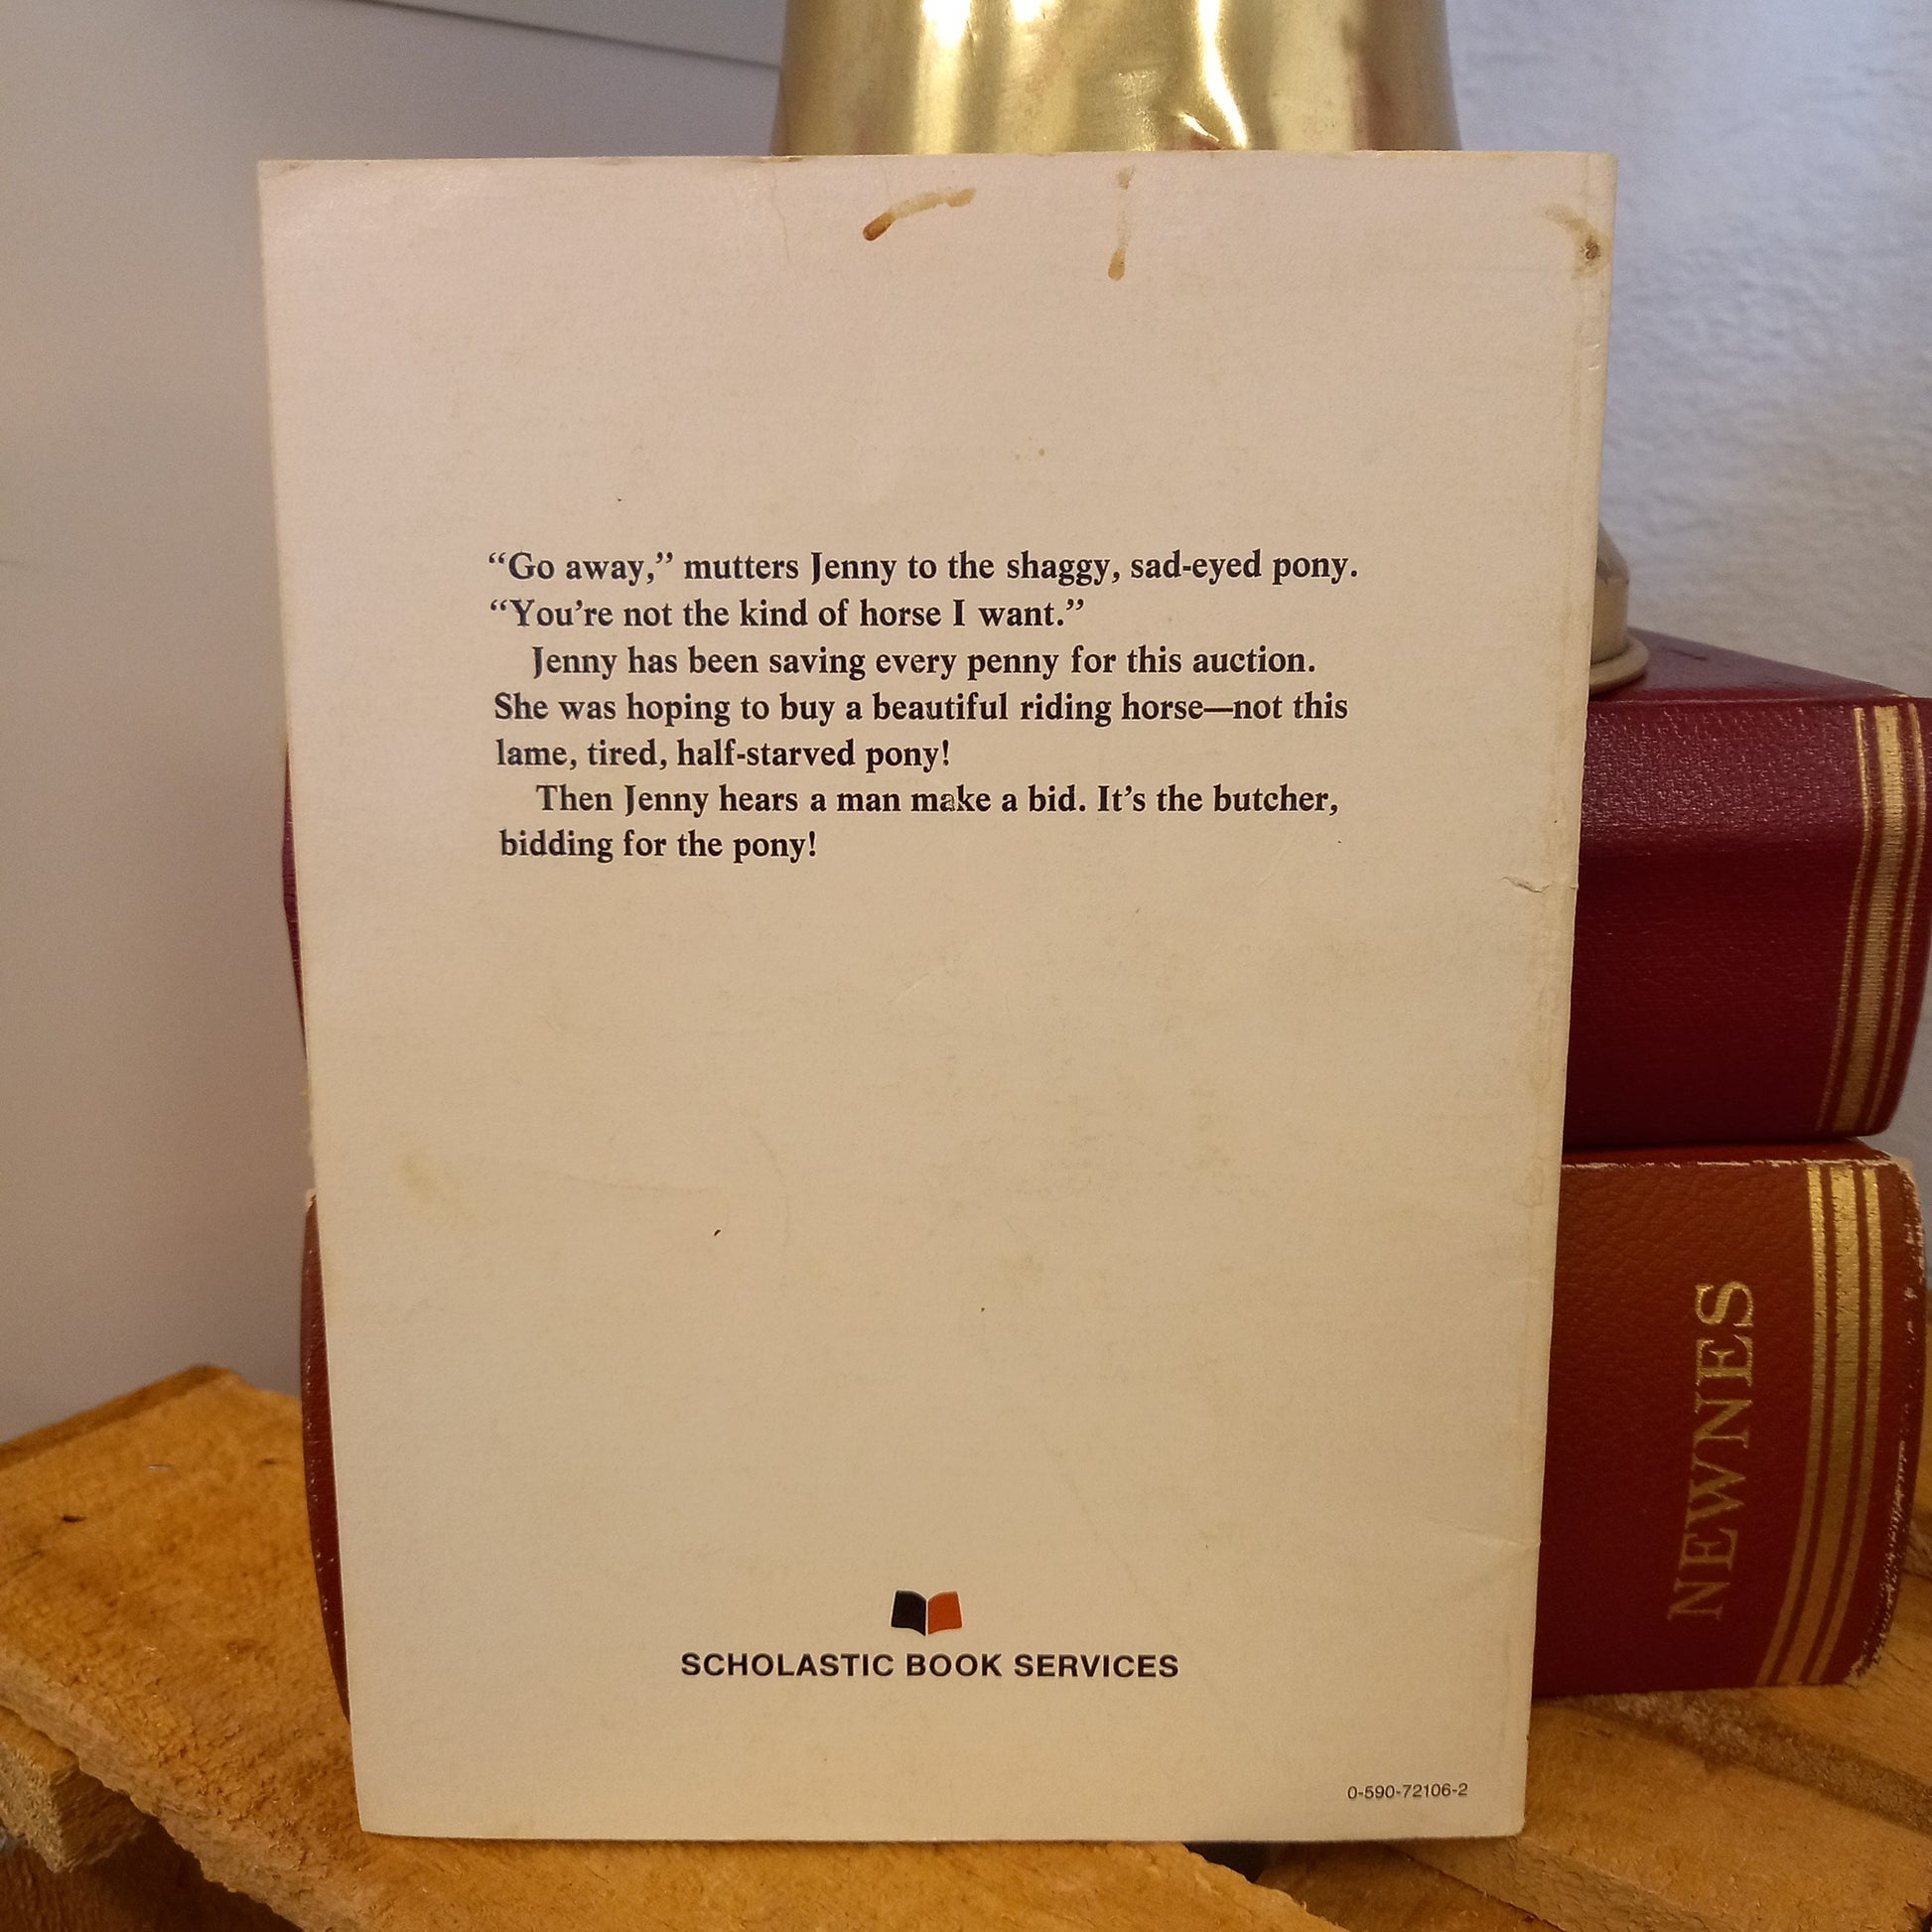 “Go away,” mutters Jenny to the shaggy, sad-eyed pony.
“You’re not the kind of horse I want.”
Jenny has been saving every penny for this auction.
She was hoping to buy a beautiful riding horse—not this
lame, tired, half-starved pony!
Then Jenny hears a man make a bid. It’s the butcher,
bidding for the pony!
SCHOLASTIC BOOK SERVICES
0-590-72106-2
NEWNES